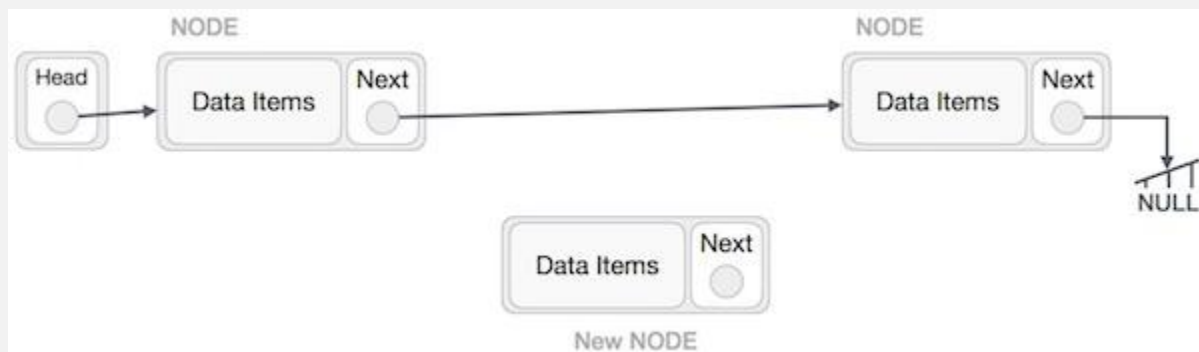 NODE
NODE
Head
Data Items
Next
Data Items
Next
NULL
Data Items
Next
New NODE